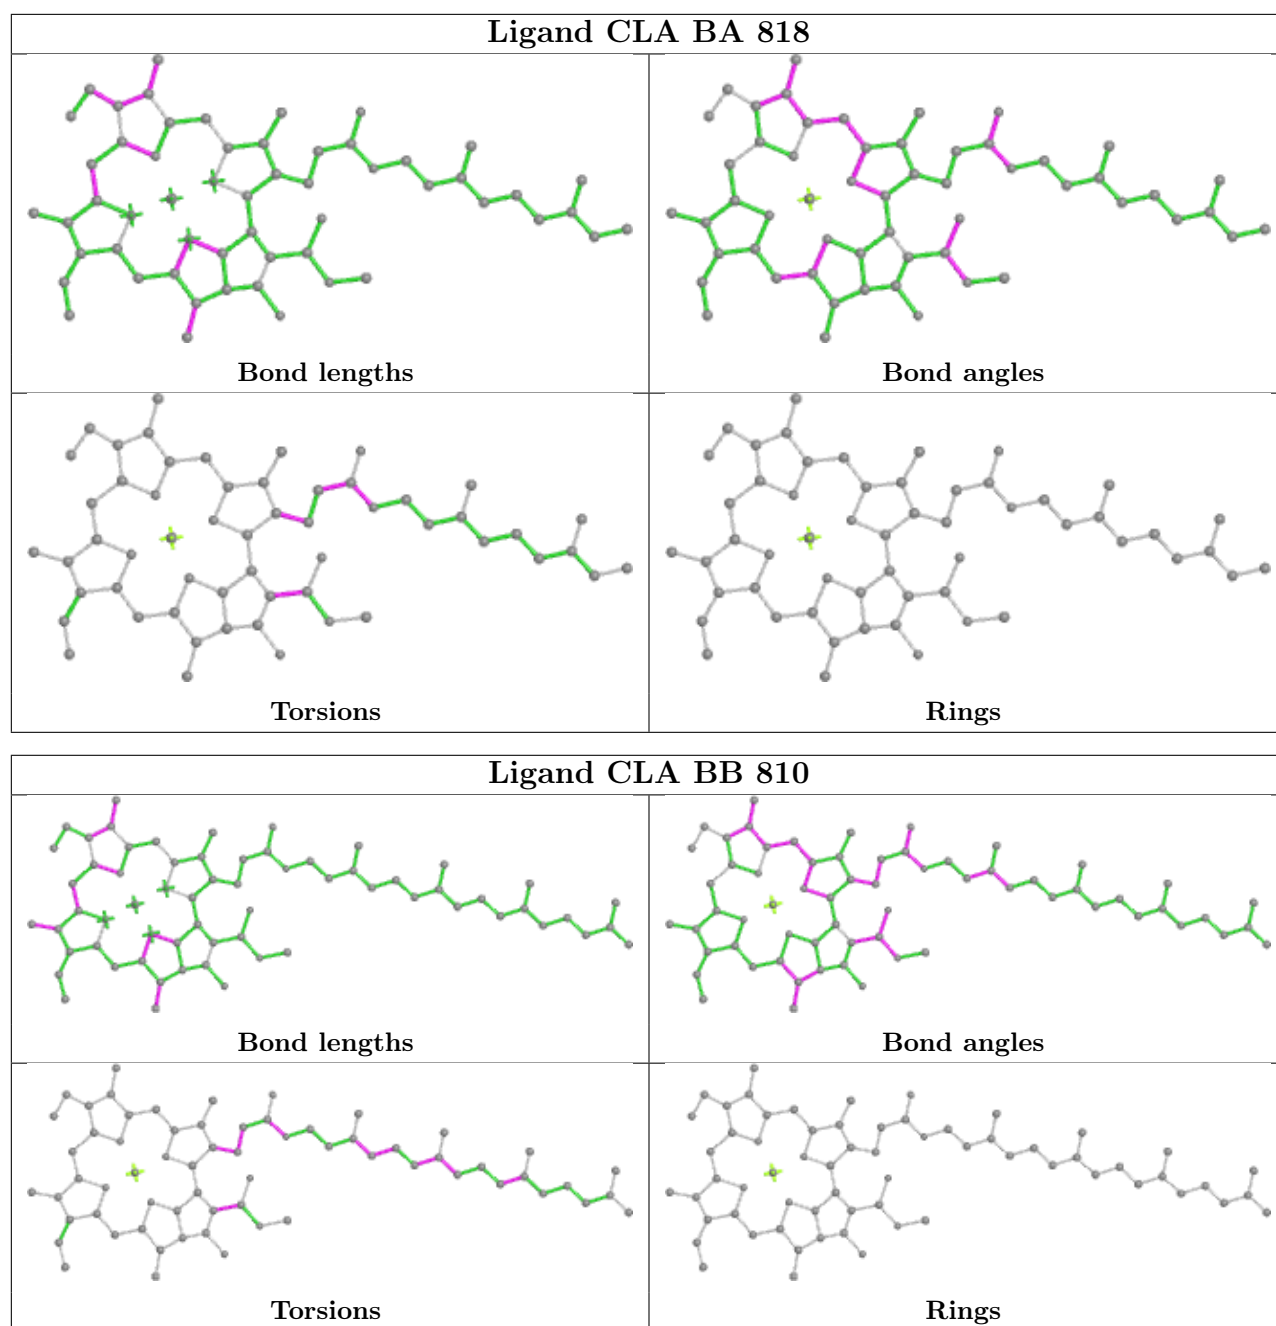 Ligand CLA BA 818
Bond lengths
Bond angles
Torsions
Rings
Ligand CLA BB 810
Bond lengths
Bond angles
Torsions
Rings